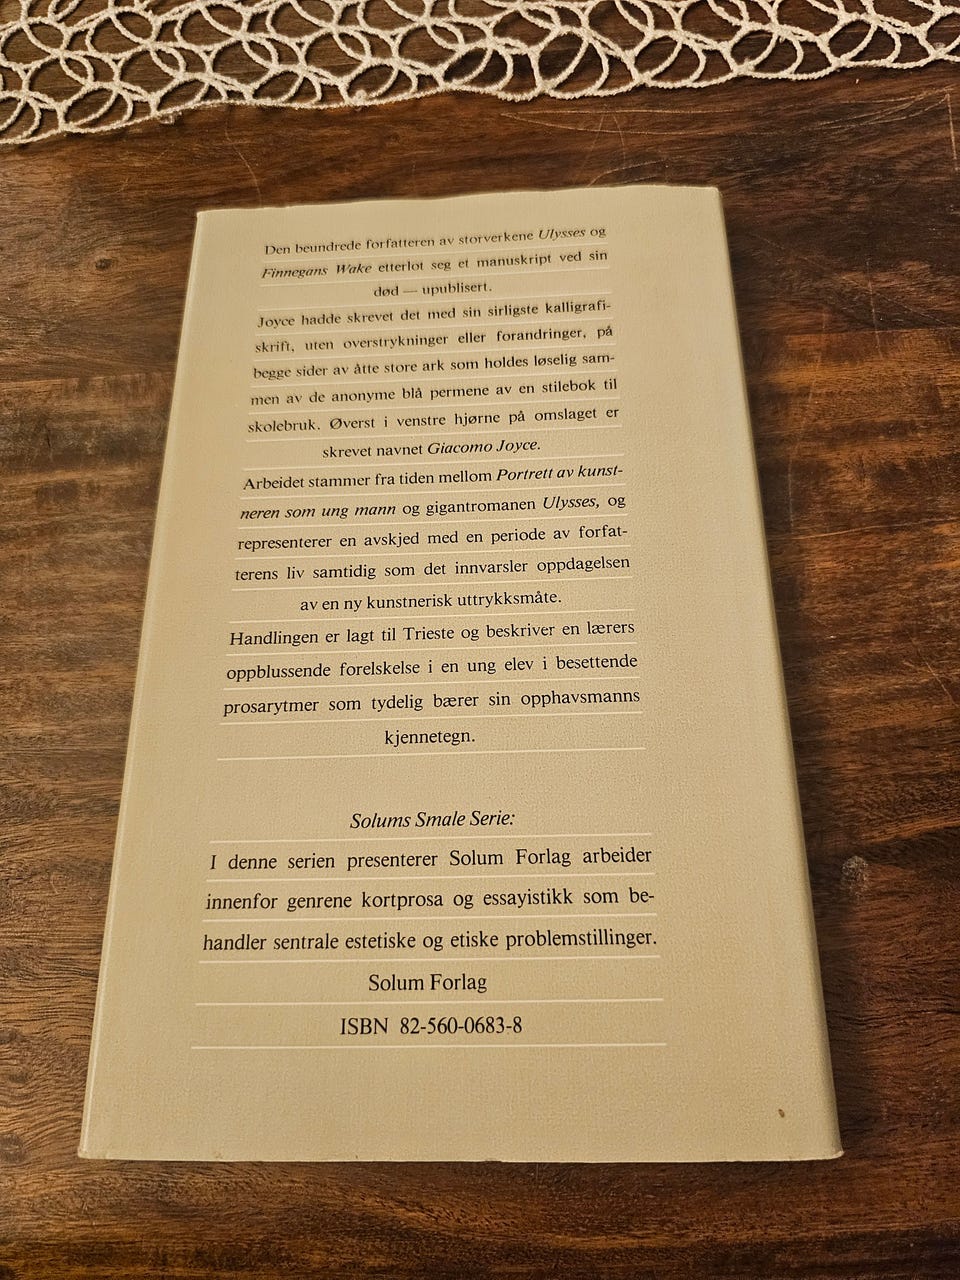 Den beundrede forfatteren av storverkene Ulysses og
Finnegans Wake etterlot seg et manuskript ved sin
død — upublisert.
Joyce hadde skrevet det med sin sirligste kalligrafi-
skrift, uten overstrykninger eller forandringer, på
begge sider av åtte store ark som holdes løselig sam-
men av de anonyme blå permene av en stilebok til
skolebruk. Øverst i venstre hjørne på omslaget er
skrevet navnet Giacomo Joyce.
Arbeidet stammer fra tiden mellom Portrett av kunst-
neren som ung mann og gigantromanen Ulysses, og
representerer en avskjed med en periode av forfat-
terens liv samtidig som det innvarsler oppdagelsen
av en ny kunstnerisk uttrykksmåte.
Handlingen er lagt til Trieste og beskriver en lærers
oppblussende forelskelse i en ung elev i besettende
prosarytmer som tydelig bærer sin opphavsmanns
kjennetegn.
Solums Smale Serie:
I denne serien presenterer Solum Forlag arbeider
innenfor genrene kortprosa og essayistikk som be-
handler sentrale estetiske og etiske problemstillinger.
Solum Forlag
ISBN 82-560-0683-8